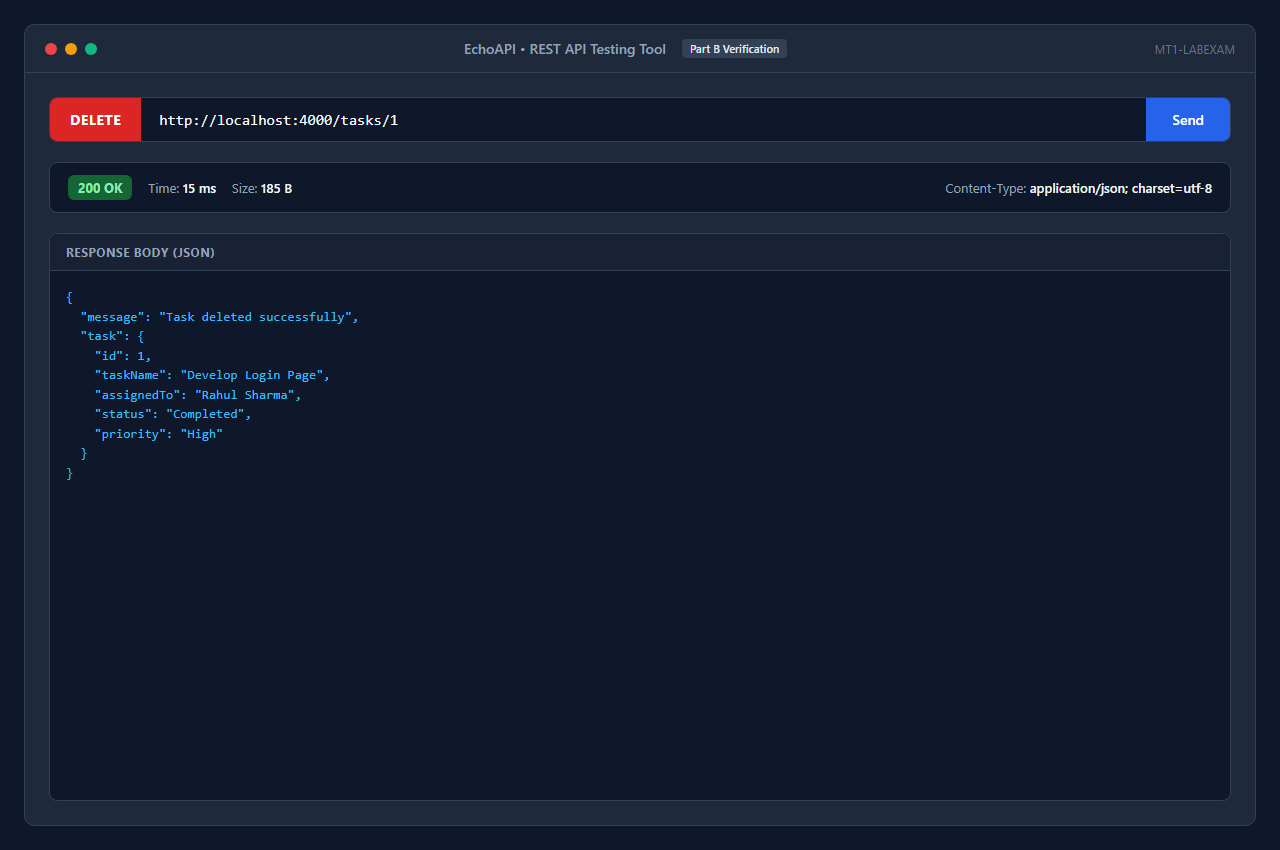 EchoAPI • REST API Testing Tool Part B Verification MT1-LABEXAM
DELETE http://localhost:4000/tasks/1 Send
200 OK Time: 15 ms Size: 185 B Content-Type: application/json; charset=utf-8
RESPONSE BODY (JSON)
{
  "message": "Task deleted successfully",
  "task": {
    "id": 1,
    "taskName": "Develop Login Page",
    "assignedTo": "Rahul Sharma",
    "status": "Completed",
    "priority": "High"
  }
}